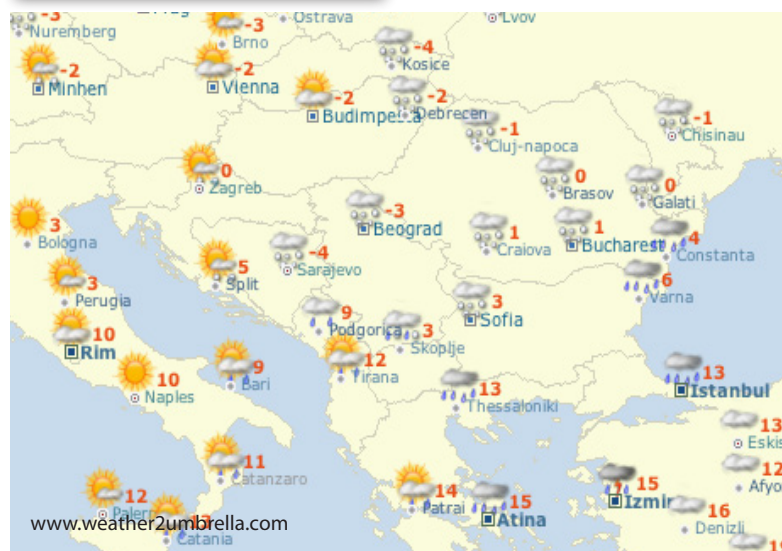 -3
Nuremberg
-3
Brno
Ostrava
Lvov
-4
Kosice
-2
Minhen
-2
Vienna
-2
Budimpesta
-2
Debrecen
-1
Cluj-napoca
-1
Chisinau
0
Zagreb
0
Brasov
0
Galati
3
Bologna
-3
Beograd
1
Craiova
1
Bucharest
4
Constanta
5
Split
-4
Sarajevo
3
Perugia
6
Varna
9
Podgorica
3
Skoplje
3
Sofia
10
Rim
12
Tirana
9
Bari
10
Naples
13
Thessaloniki
13
Istanbul
13
Eskis
11
Catanzaro
12
Afyo
12
Palerm
14
Patrai
15
Atina
15
Izmir
16
Denizli
www.weather2umbrella.com
Catania